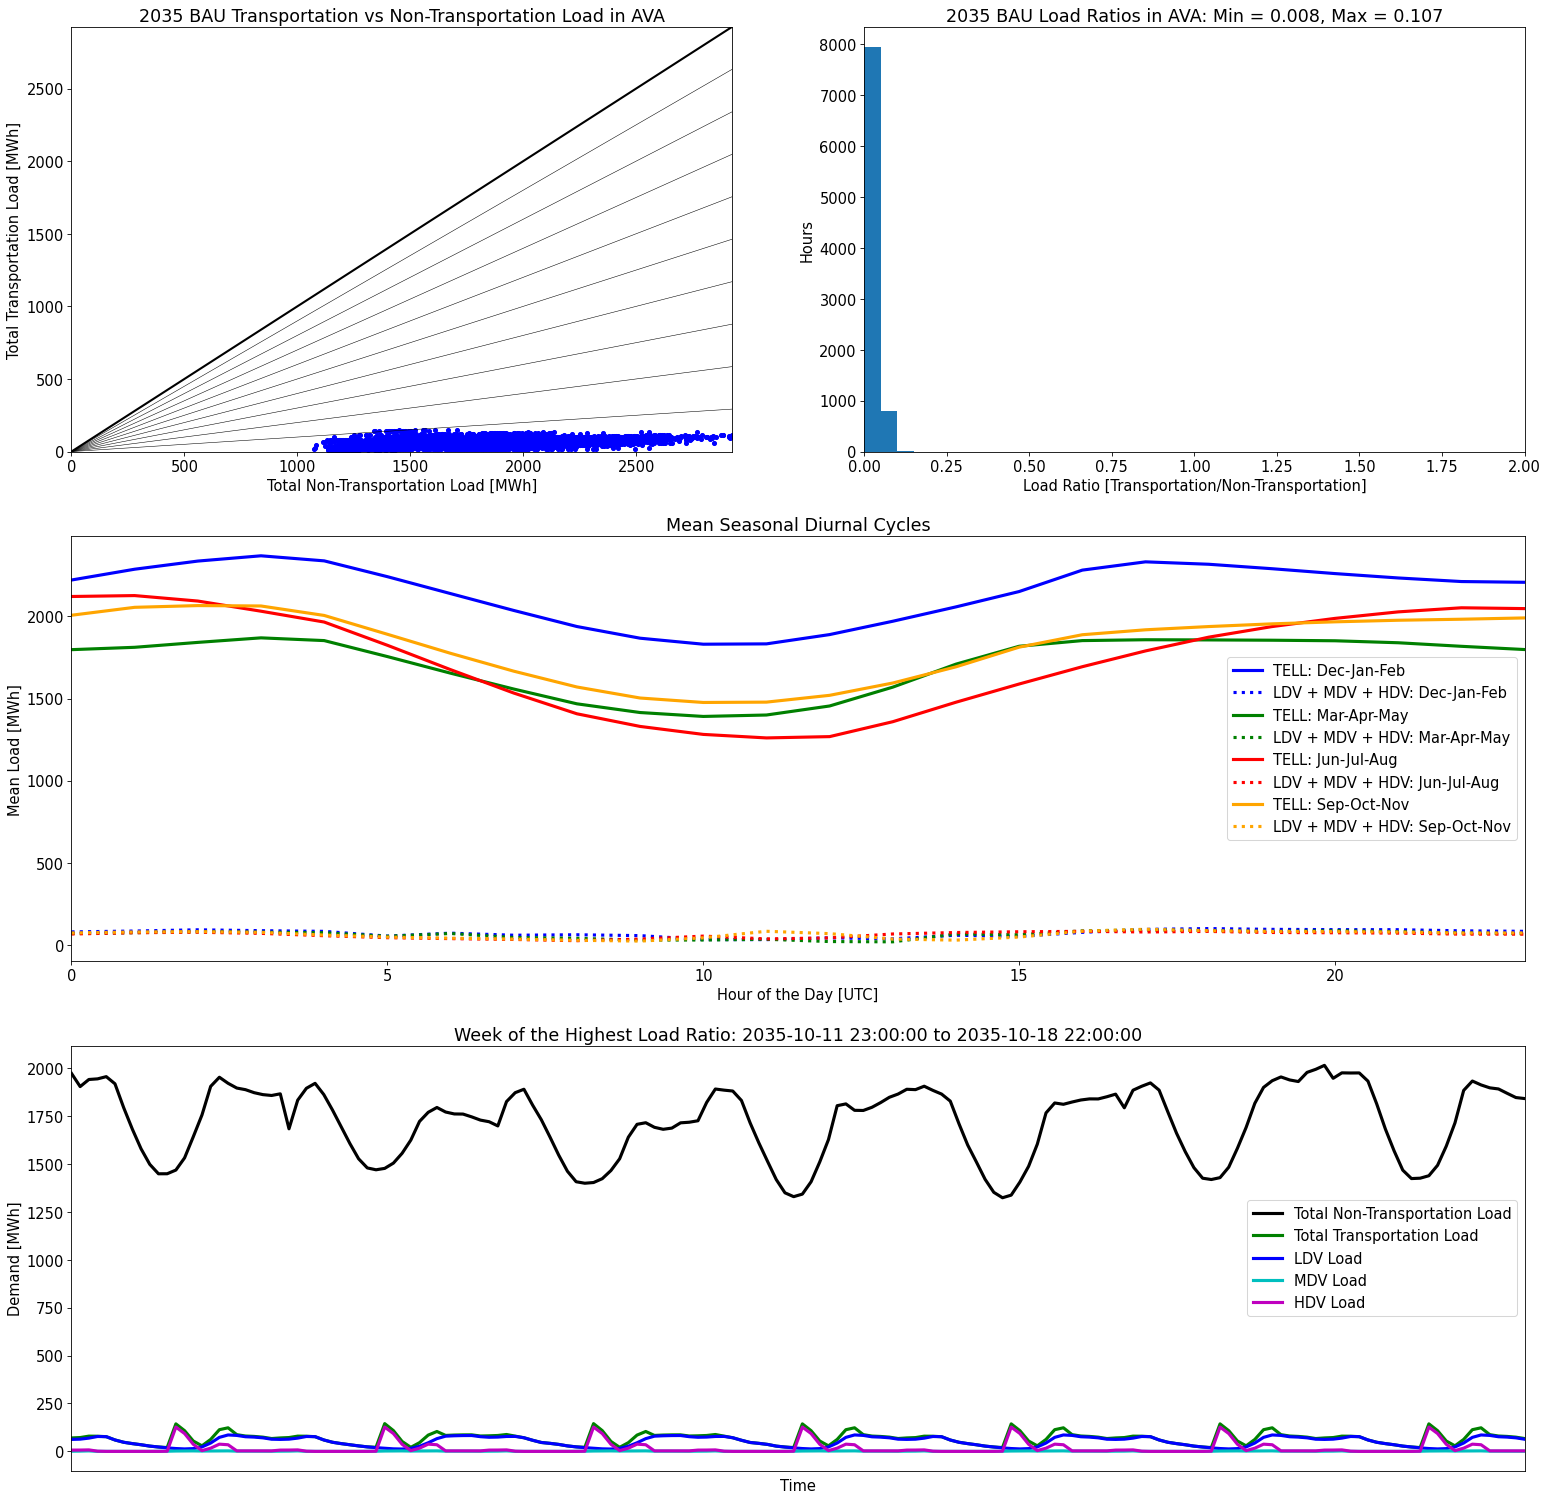 2035 BAU Transportation vs Non-Transportation Load in AVA
Total Transportation Load [MWh]
2500
2000
1500
1000
500
0
0 500 1000 1500 2000 2500
Total Non-Transportation Load [MWh]
2035 BAU Load Ratios in AVA: Min = 0.008, Max = 0.107
Hours
8000
7000
6000
5000
4000
3000
2000
1000
0
0.00 0.25 0.50 0.75 1.00 1.25 1.50 1.75 2.00
Load Ratio [Transportation/Non-Transportation]
Mean Seasonal Diurnal Cycles
Mean Load [MWh]
2000
1500
1000
500
0
TELL: Dec-Jan-Feb
LDV + MDV + HDV: Dec-Jan-Feb
TELL: Mar-Apr-May
LDV + MDV + HDV: Mar-Apr-May
TELL: Jun-Jul-Aug
LDV + MDV + HDV: Jun-Jul-Aug
TELL: Sep-Oct-Nov
LDV + MDV + HDV: Sep-Oct-Nov
0 5 10 15 20
Hour of the Day [UTC]
Week of the Highest Load Ratio: 2035-10-11 23:00:00 to 2035-10-18 22:00:00
Demand [MWh]
2000
1750
1500
1250
1000
750
500
250
0
Total Non-Transportation Load
Total Transportation Load
LDV Load
MDV Load
HDV Load
Time